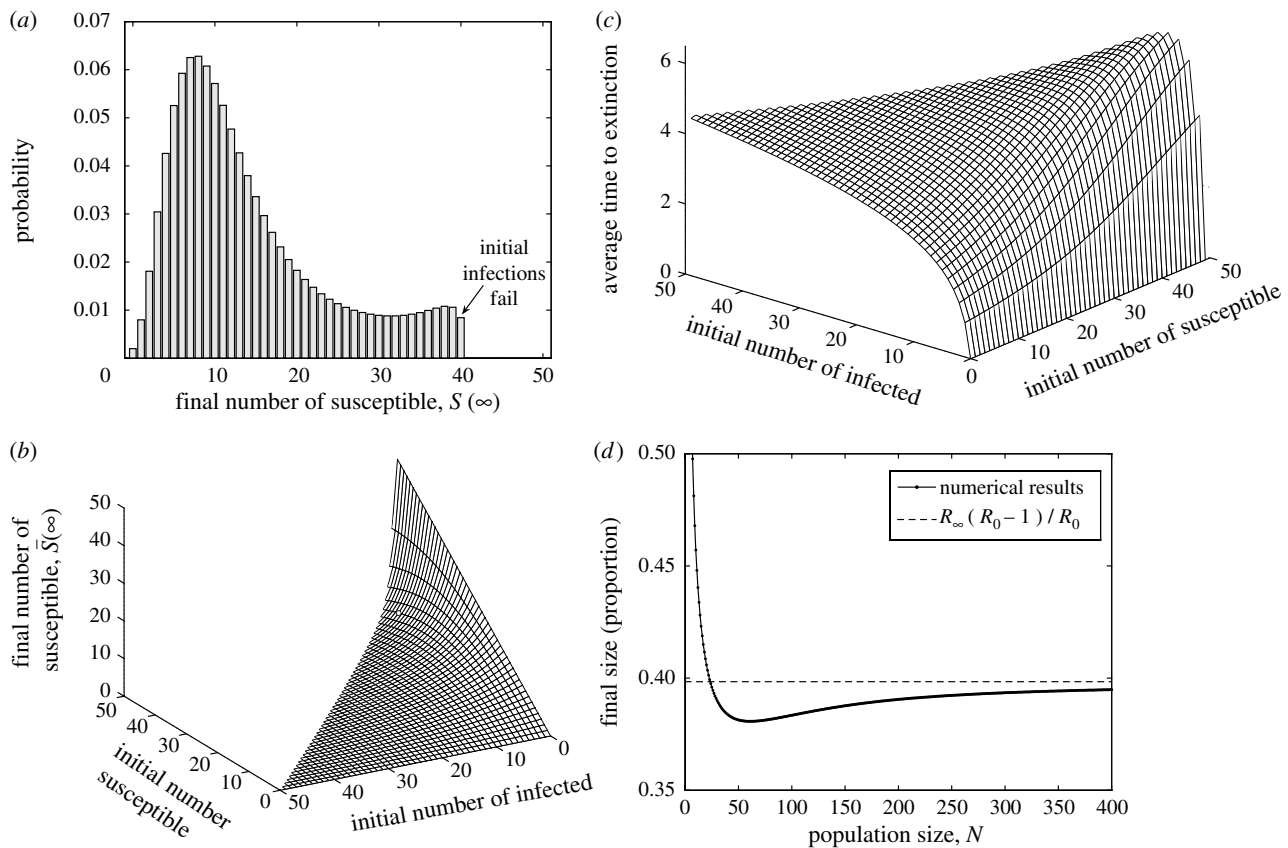 (a)
0.07
0.06
0.05
0.04
0.03
0.02
0.01
0
10
20
30
40
50
probability
final number of susceptible, S (∞)
initial
infections
fail
(c)
6
4
2
0
average time to extinction
50
40
30
20
10
0
initial number of infected
10
20
30
40
50
initial number of susceptible
(b)
50
40
30
20
10
0
final number of
susceptible, S̄(∞)
50
40
30
20
10
0
initial number
susceptible
50
40
30
20
10
0
initial number of infected
(d)
0.50
0.45
0.40
0.35
final size (proportion)
0
50
100
150
200
250
300
350
400
population size, N
numerical results
R∞ (R0 – 1) / R0